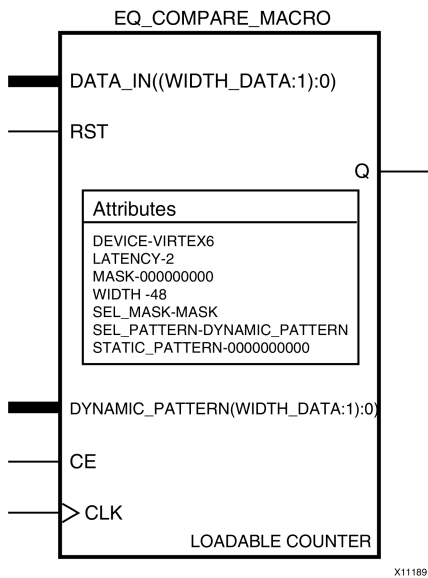 EQ_COMPARE_MACRO
DATA_IN((WIDTH_DATA:1):0)
RST
Q
Attributes
DEVICE-VIRTEX6
LATENCY-2
MASK-000000000
WIDTH -48
SEL_MASK-MASK
SEL_PATTERN-DYNAMIC_PATTERN
STATIC_PATTERN-0000000000
DYNAMIC_PATTERN(WIDTH_DATA:1):0)
CE
CLK
LOADABLE COUNTER
X11189